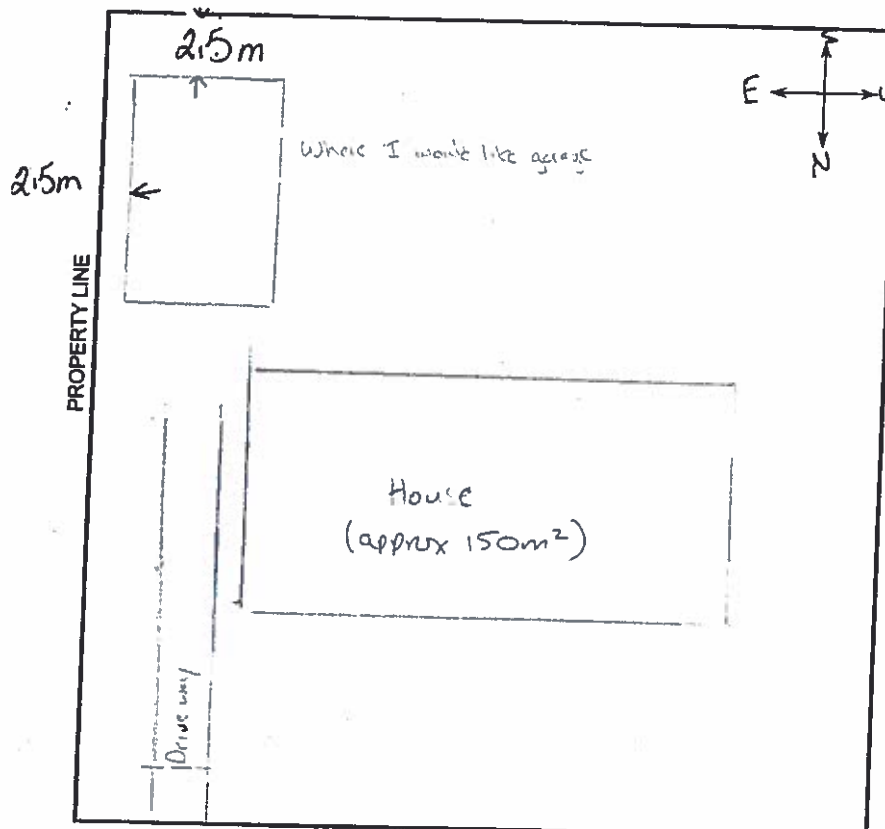 2.5m
S
E
N
Where I would like garage
2.5m
PROPERTY LINE
House
(approx 150m²)
Drive way